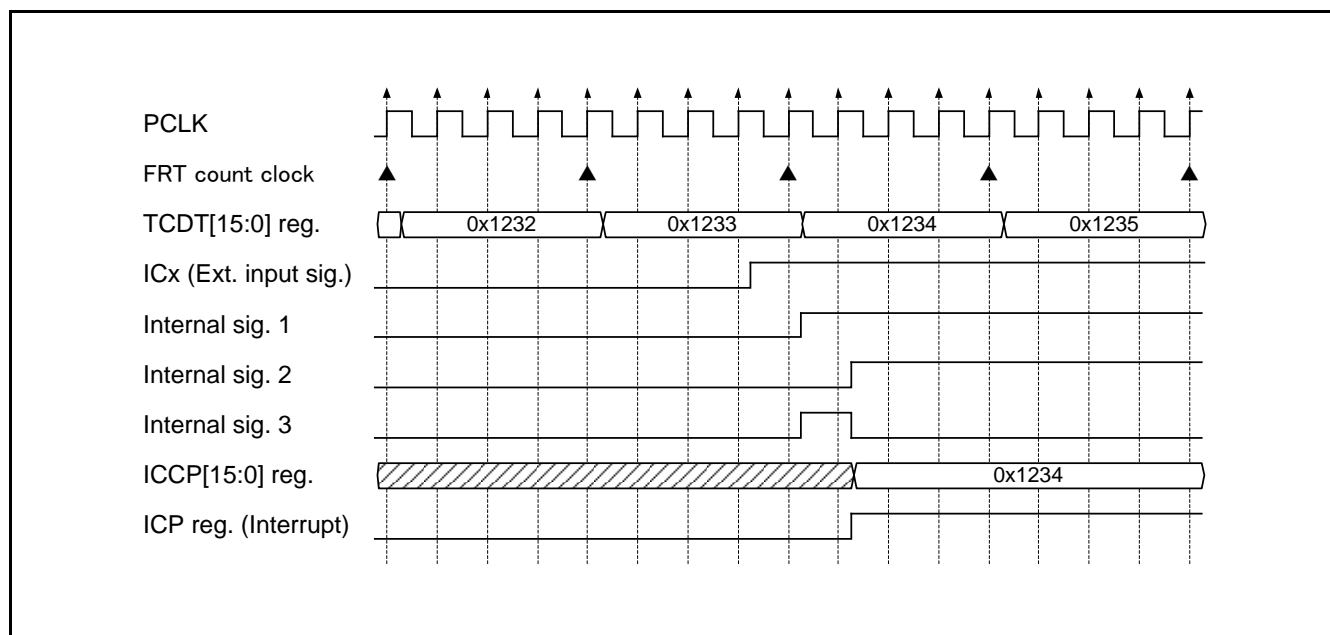 PCLK
FRT count clock
TCDT[15:0] reg. 0x1232 0x1233 0x1234 0x1235
ICx (Ext. input sig.)
Internal sig. 1
Internal sig. 2
Internal sig. 3
ICCP[15:0] reg. 0x1234
ICP reg. (Interrupt)